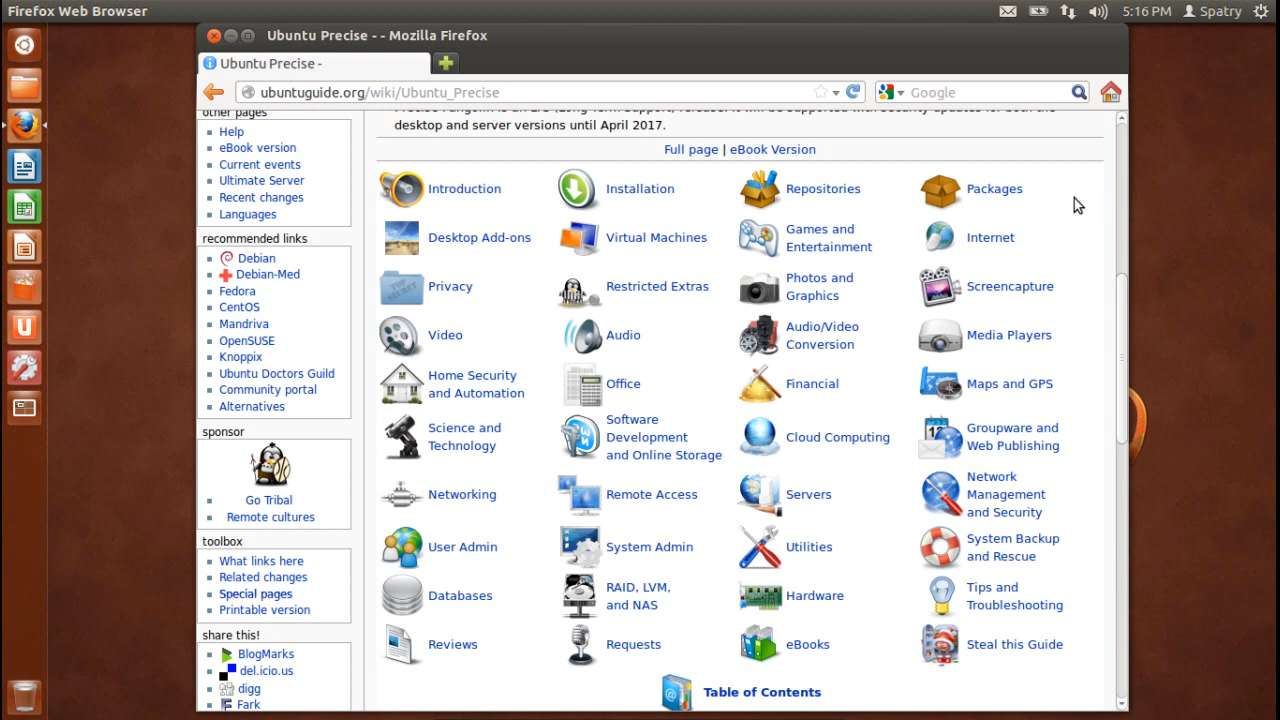 Firefox Web Browser
5:16 PM Spatry
Ubuntu Precise - - Mozilla Firefox
Ubuntu Precise -
ubuntuguide.org/wiki/Ubuntu_Precise
Google
other pages
Help
eBook version
Current events
Ultimate Server
Recent changes
Languages
recommended links
Debian
Debian-Med
Fedora
CentOS
Mandriva
OpenSUSE
Knoppix
Ubuntu Doctors Guild
Community portal
Alternatives
sponsor
Go Tribal
Remote cultures
toolbox
What links here
Related changes
Special pages
Printable version
share this!
BlogMarks
del.icio.us
digg
Fark
desktop and server versions until April 2017.
Full page | eBook Version
Introduction
Installation
Repositories
Packages
Desktop Add-ons
Virtual Machines
Games and
Entertainment
Internet
Privacy
Restricted Extras
Photos and
Graphics
Screencapture
Video
Audio
Audio/Video
Conversion
Media Players
Home Security
and Automation
Office
Financial
Maps and GPS
Science and
Technology
Software
Development
and Online Storage
Cloud Computing
Groupware and
Web Publishing
Networking
Remote Access
Servers
Network
Management
and Security
User Admin
System Admin
Utilities
System Backup
and Rescue
Databases
RAID, LVM,
and NAS
Hardware
Tips and
Troubleshooting
Reviews
Requests
eBooks
Steal this Guide
Table of Contents